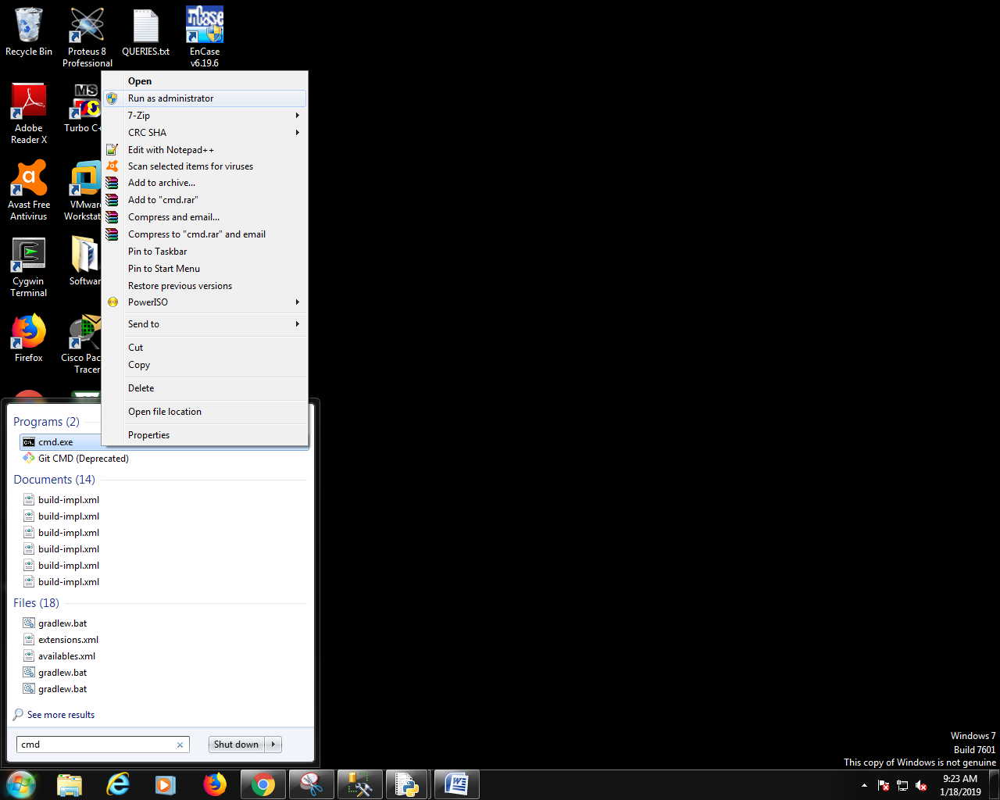 Recycle Bin
Proteus 8
Professional
QUERIES.txt
EnCase
v6.19.6
Adobe
Reader X
Turbo C+
Avast Free
Antivirus
VMwar
Workstat
Cygwin
Terminal
Softwar
Firefox
Cisco Pac
Tracer
Open
Run as administrator
7-Zip
CRC SHA
Edit with Notepad++
Scan selected items for viruses
Add to archive...
Add to "cmd.rar"
Compress and email...
Compress to "cmd.rar" and email
Pin to Taskbar
Pin to Start Menu
Restore previous versions
PowerISO
Send to
Cut
Copy
Delete
Open file location
Properties
Programs (2)
cmd.exe
Git CMD (Deprecated)
Documents (14)
build-impl.xml
build-impl.xml
build-impl.xml
build-impl.xml
build-impl.xml
build-impl.xml
Files (18)
gradlew.bat
extensions.xml
availables.xml
gradlew.bat
gradlew.bat
See more results
cmd
Shut down
Windows 7
Build 7601
This copy of Windows is not genuine
9:23 AM
1/18/2019